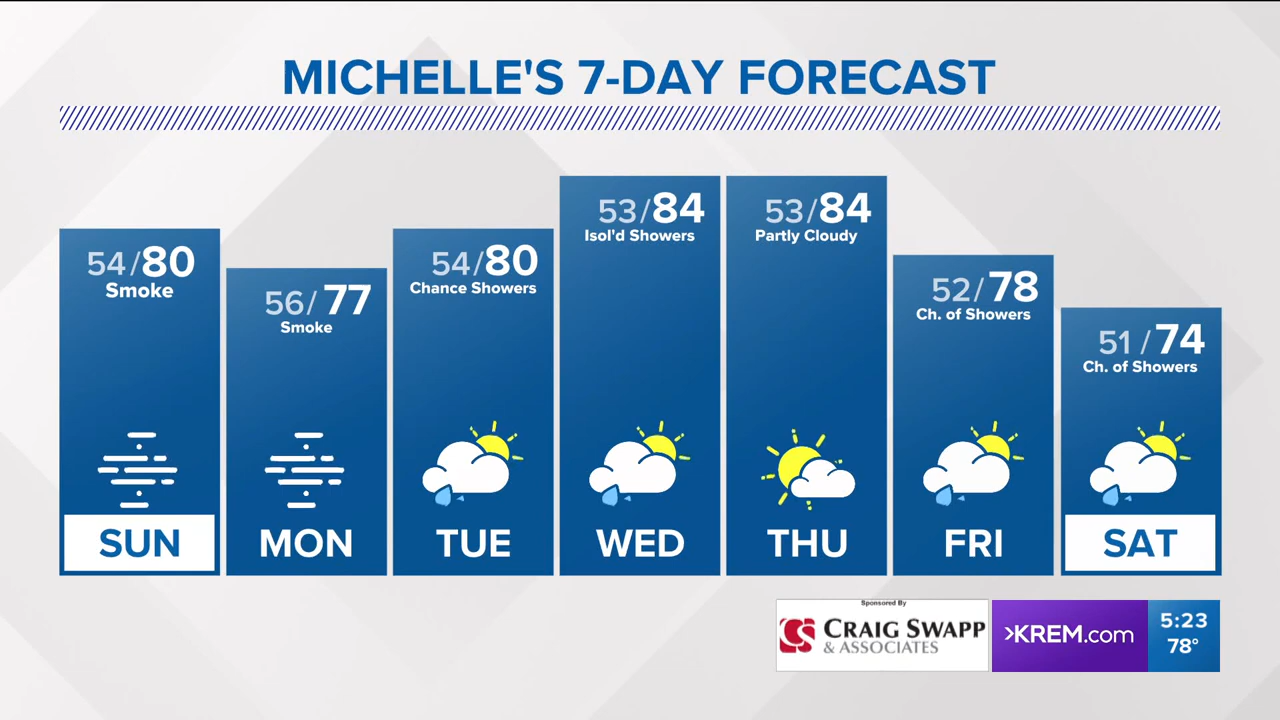 MICHELLE'S 7-DAY FORECAST
54/80
Smoke
SUN
56/77
Smoke
MON
54/80
Chance Showers
TUE
53/84
Isol'd Showers
WED
53/84
Partly Cloudy
THU
52/78
Ch. of Showers
FRI
51/74
Ch. of Showers
SAT
Sponsored By
CRAIG SWAPP
& ASSOCIATES
KREM.com
5:23
78°